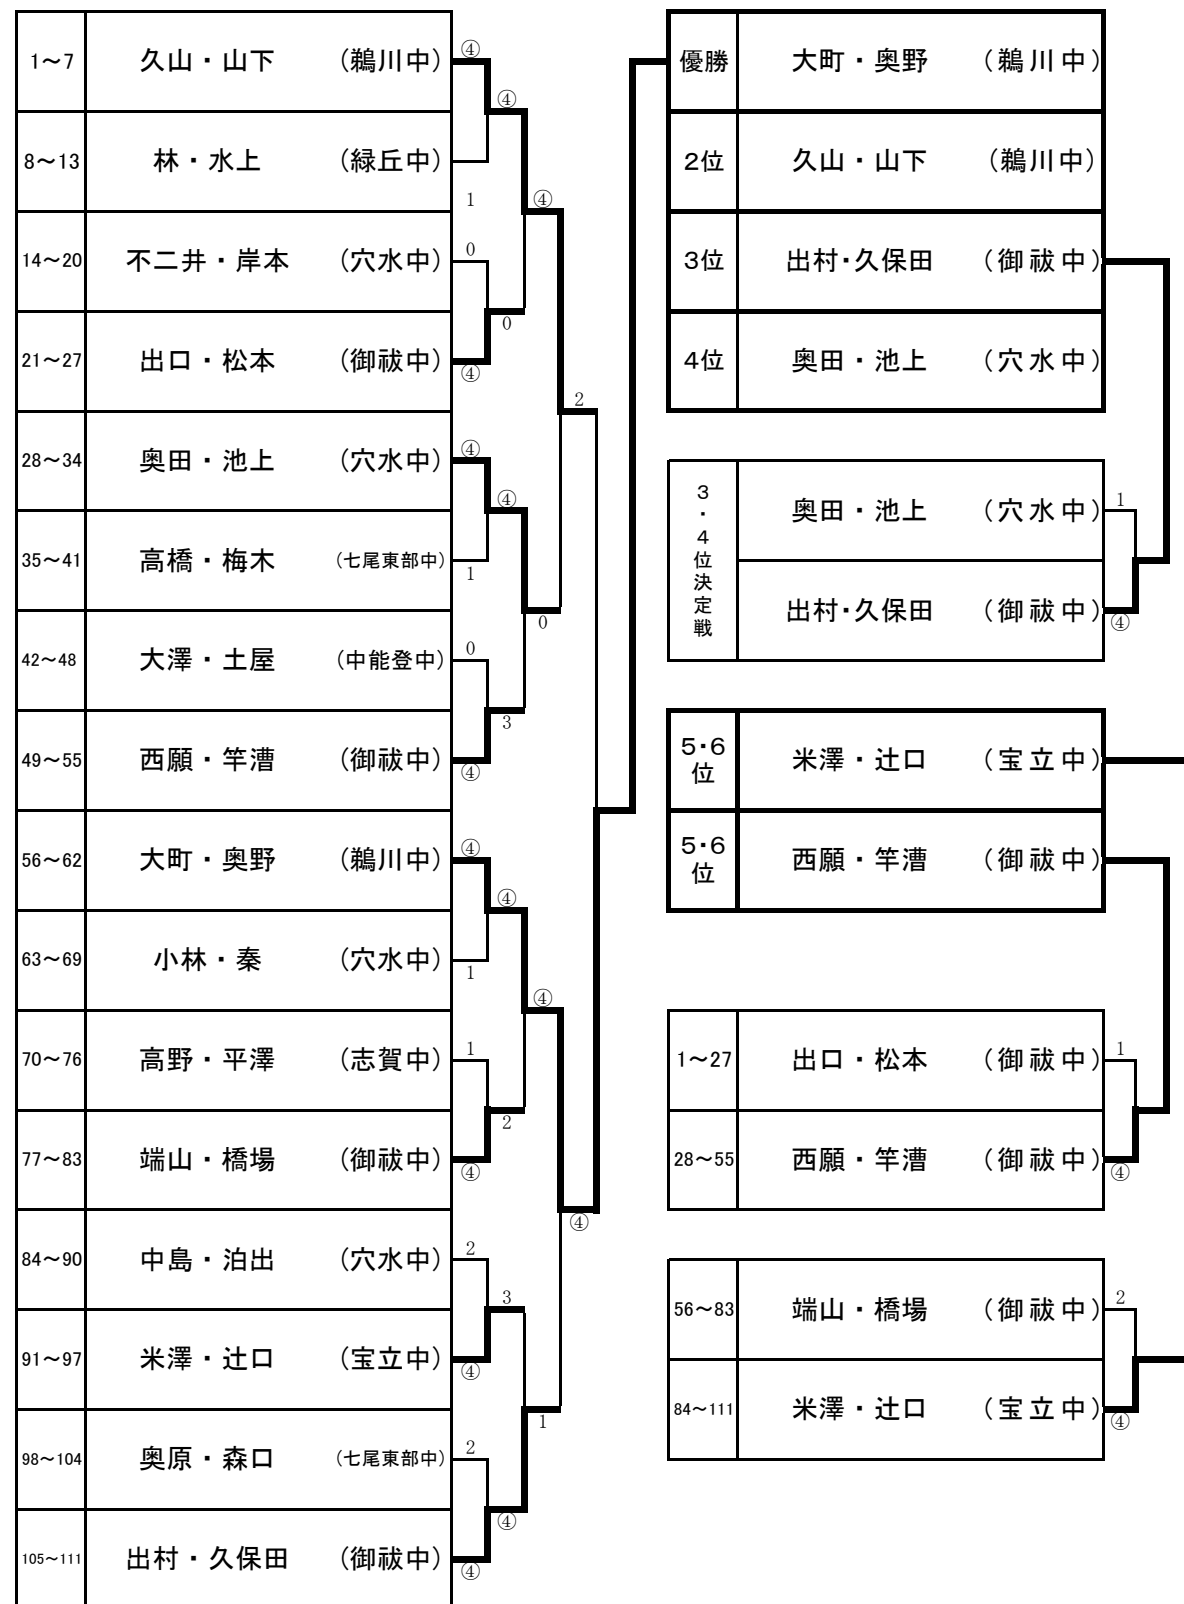 1～7 久山・山下 (鵜川中) ④
④
8～13 林・水上 (緑丘中)
1
④
14～20 不二井・岸本 (穴水中) 0
0
21～27 出口・松本 (御祓中) ④
2
28～34 奥田・池上 (穴水中) ④
④
35～41 高橋・梅木 (七尾東部中) 1
0
42～48 大澤・土屋 (中能登中) 0
3
49～55 西願・竿漕 (御祓中) ④
56～62 大町・奥野 (鵜川中) ④
④
63～69 小林・秦 (穴水中) 1
④
70～76 高野・平澤 (志賀中) 1
2
77～83 端山・橋場 (御祓中) ④
④
84～90 中島・泊出 (穴水中) 2
3
91～97 米澤・辻口 (宝立中) ④
1
98～104 奥原・森口 (七尾東部中) 2
④
105～111 出村・久保田 (御祓中) ④
優勝 大町・奥野 (鵜川中)
2位 久山・山下 (鵜川中)
3位 出村・久保田 (御祓中)
4位 奥田・池上 (穴水中)
3・4位決定戦
奥田・池上 (穴水中) 1
出村・久保田 (御祓中) ④
5・6位 米澤・辻口 (宝立中)
5・6位 西願・竿漕 (御祓中)
1～27 出口・松本 (御祓中) 1
28～55 西願・竿漕 (御祓中) ④
56～83 端山・橋場 (御祓中) 2
84～111 米澤・辻口 (宝立中) ④